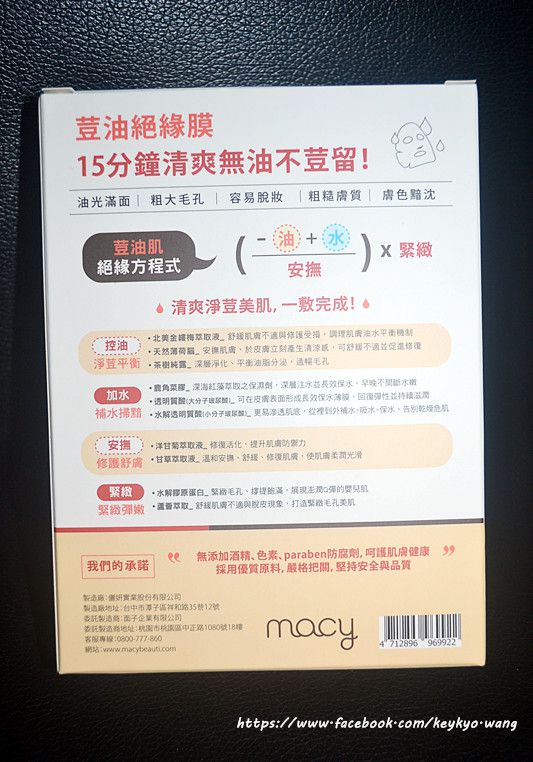 荳油絕緣膜
15分鐘清爽無油不荳留！
油光滿面｜粗大毛孔｜容易脫妝｜粗糙膚質｜膚色黯沈
荳油肌
絕緣方程式
( -油+水 / 安撫 ) x 緊緻
清爽淨荳美肌，一敷完成！
控油
淨荳平衡
•北美金縷梅萃取液_ 舒緩肌膚不適與修護受損，調理肌膚油水平衡機制
•天然薄荷腦_ 安撫肌膚，於皮膚立刻產生清涼感，可舒緩不適並促進修復
•茶樹純露_ 深層淨化、平衡油脂分泌，通暢毛孔
加水
補水掃黯
•鹿角菜膠_ 深海紅藻萃取之保濕劑，深層注水並長效保水，早晚不間斷水嫩
•透明質酸(大分子玻尿酸)_ 可在皮膚表面形成長效保水薄膜，回復彈性並持續滋潤
•水解透明質酸(小分子玻尿酸)_ 更易滲透肌底，從裡到外補水、吸水、保水，告別乾燥危肌
安撫
修護舒膚
•洋甘菊萃取液_ 修復活化、提升肌膚防禦力
•甘草萃取液_ 溫和安撫、舒緩、修復肌膚，使肌膚柔潤光滑
緊緻
緊緻彈嫩
•水解膠原蛋白_ 緊緻毛孔、撐提飽滿，展現澎潤Q彈的嬰兒肌
•蘆薈萃取_ 舒緩肌膚不適與脫皮現象，打造緊緻毛孔美肌
我們的承諾
無添加酒精、色素、paraben防腐劑，呵護肌膚健康
採用優質原料，嚴格把關，堅持安全與品質
製造廠：儷妍實業股份有限公司
製造廠地址：台中市潭子區祥和路35巷12號
委託製造商：面子企業有限公司
委託製造商地址：桃園市桃園區中正路1080號18樓
客服專線：0800-777-860
網站：www.macybeauti.com
macy
4 712896 969922
https://www.facebook.com/keykyo.wang